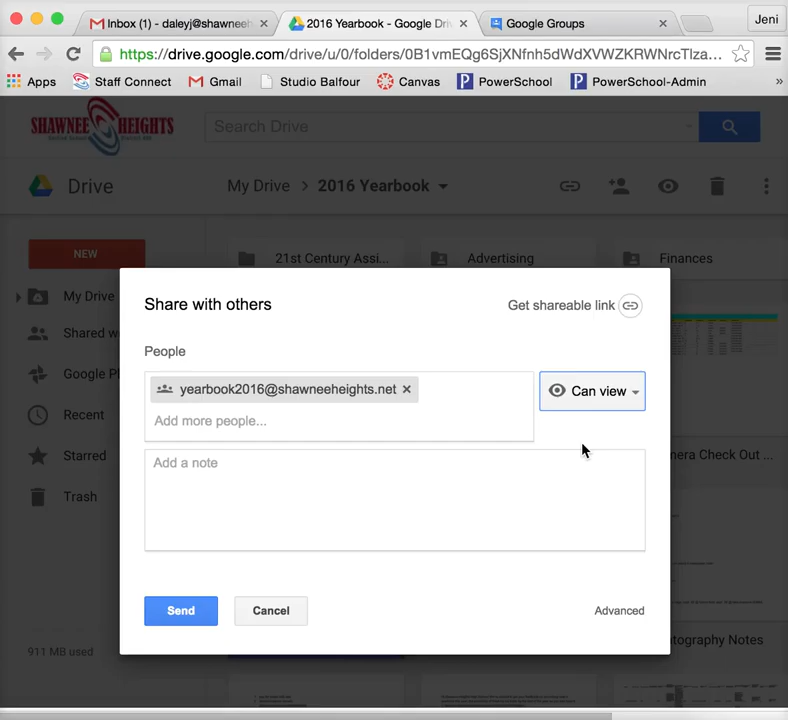 Inbox (1) - daleyj@shawneeh
2016 Yearbook - Google Dri
Google Groups
Jeni
https://drive.google.com/drive/u/0/folders/0B1vmEQg6SjXNfnh5dWdXVWZKRWNrcTlza...
Apps
Staff Connect
Gmail
Studio Balfour
Canvas
PowerSchool
PowerSchool-Admin
»
SHAWNEE HEIGHTS
Search Drive
Drive
My Drive > 2016 Yearbook
NEW
21st Century Assi...
Advertising
Finances
My Drive
Shared w
Google P
Recent
Starred
Trash
911 MB used
Share with others
Get shareable link
People
yearbook2016@shawneeheights.net ×
Can view
Add more people...
Add a note
Send
Cancel
Advanced
mera Check Out ...
otography Notes